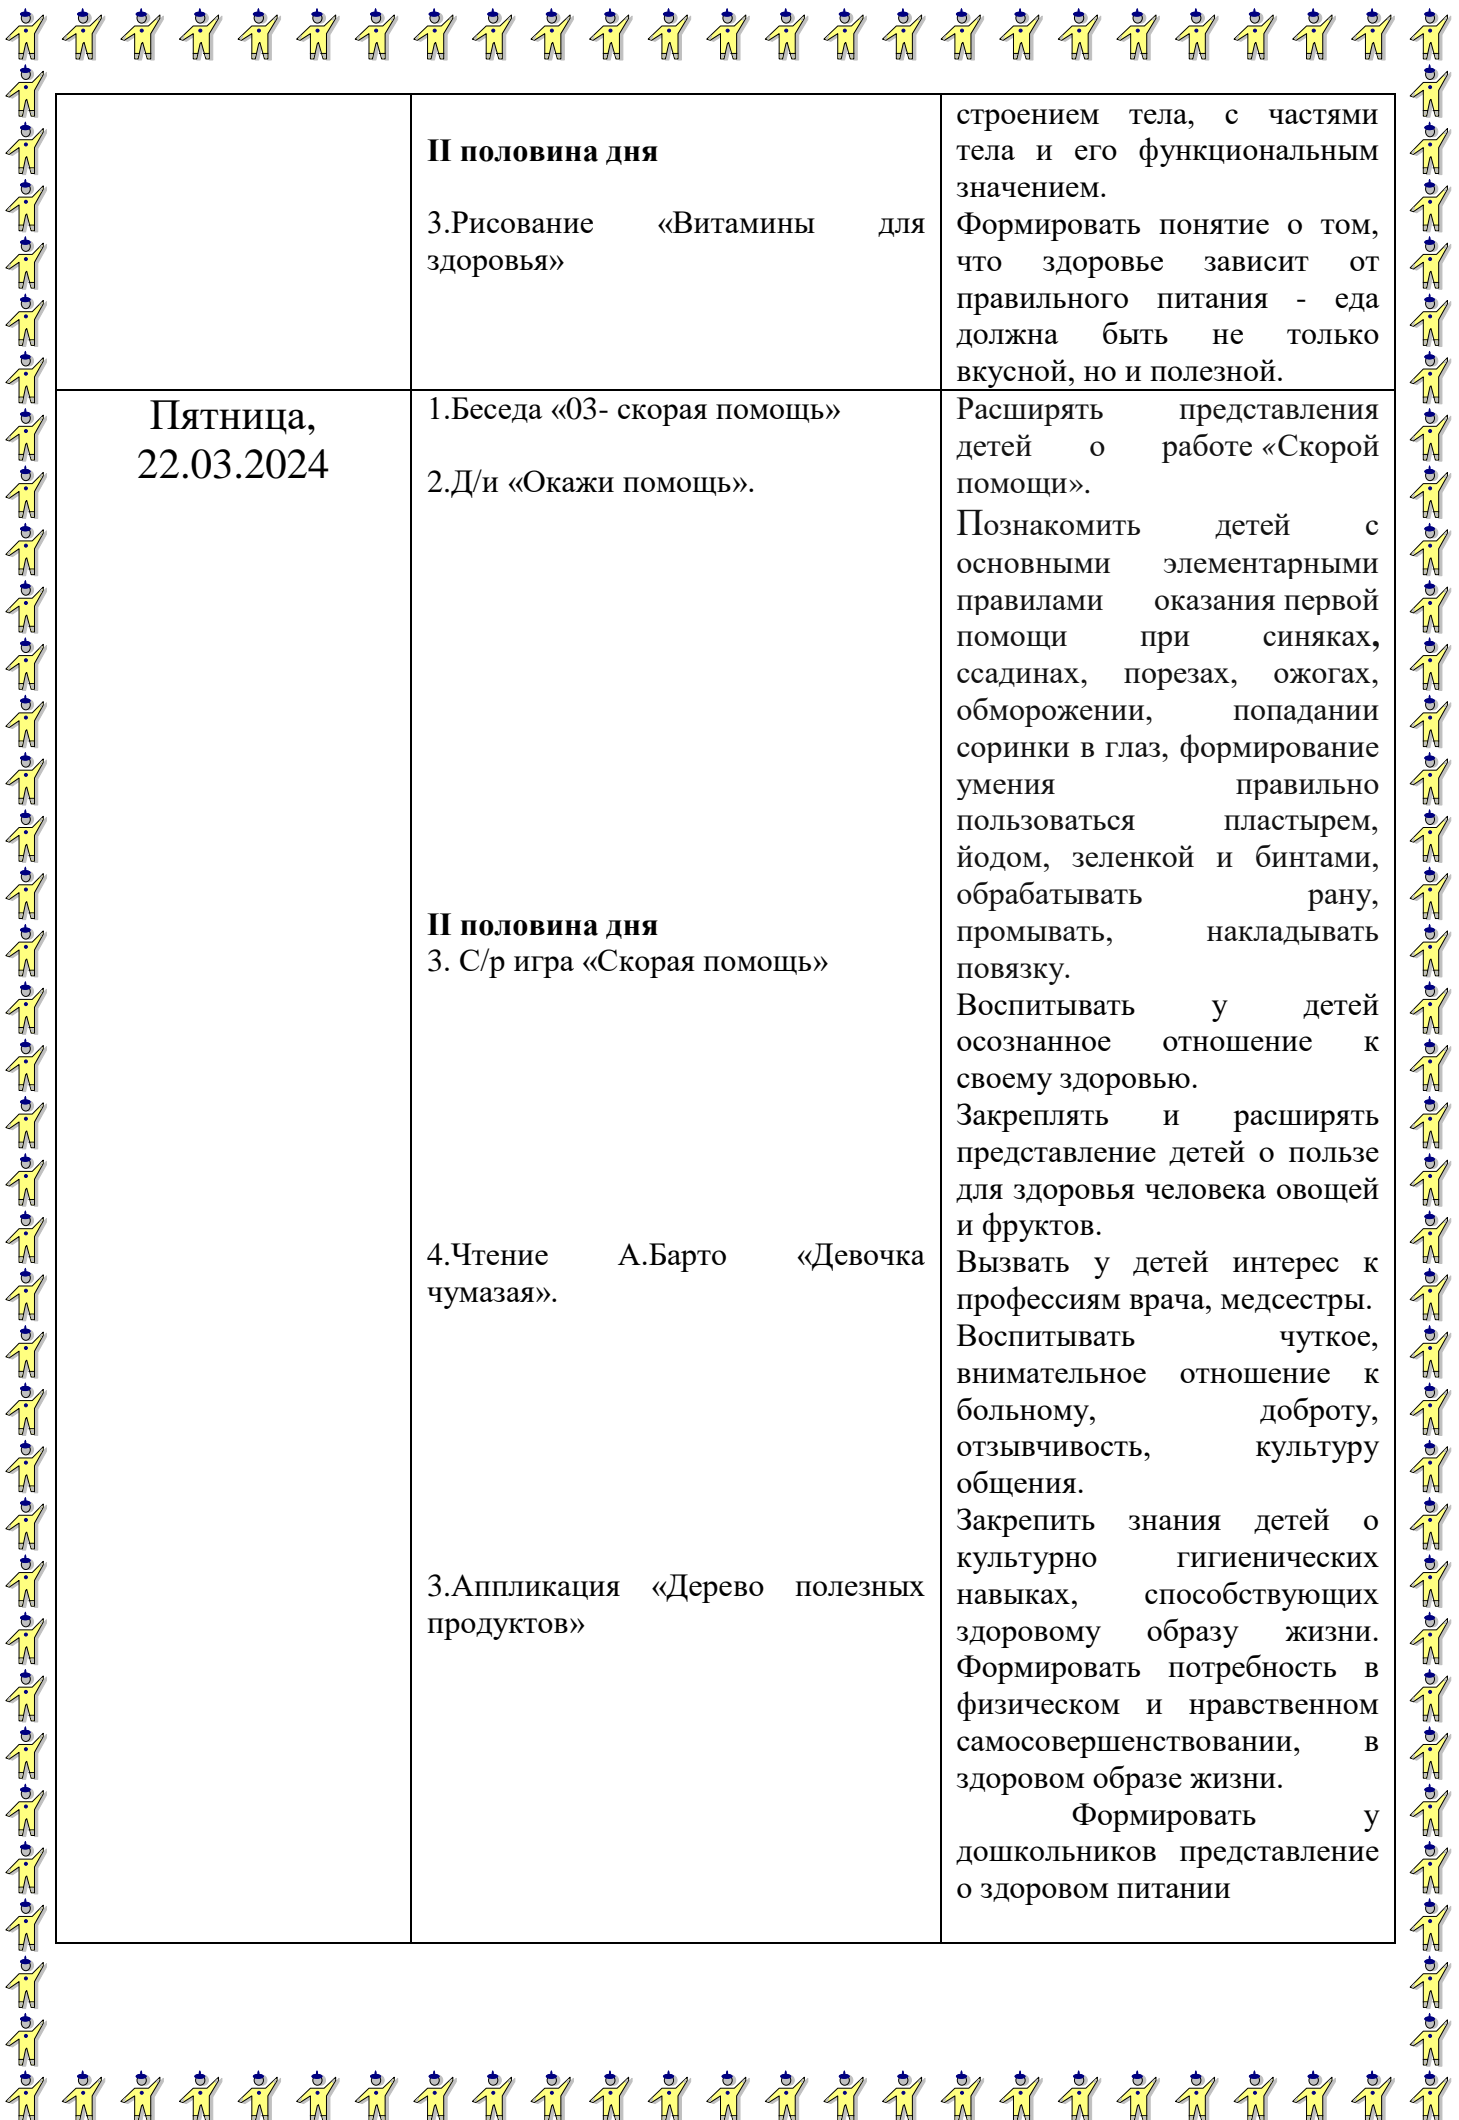 II половина дня
3.Рисование «Витамины для
здоровья»
строением тела, с частями
тела и его функциональным
значением.
Формировать понятие о том,
что здоровье зависит от
правильного питания - еда
должна быть не только
вкусной, но и полезной.
Пятница,
22.03.2024
1.Беседа «03- скорая помощь»
2.Д/и «Окажи помощь».
II половина дня
3. С/р игра «Скорая помощь»
4.Чтение А.Барто «Девочка
чумазая».
3.Аппликация «Дерево полезных
продуктов»
Расширять представления
детей о работе «Скорой
помощи».
Познакомить детей с
основными элементарными
правилами оказания первой
помощи при синяках,
ссадинах, порезах, ожогах,
обморожении, попадании
соринки в глаз, формирование
умения правильно
пользоваться пластырем,
йодом, зеленкой и бинтами,
обрабатывать рану,
промывать, накладывать
повязку.
Воспитывать у детей
осознанное отношение к
своему здоровью.
Закреплять и расширять
представление детей о пользе
для здоровья человека овощей
и фруктов.
Вызвать у детей интерес к
профессиям врача, медсестры.
Воспитывать чуткое,
внимательное отношение к
больному, доброту,
отзывчивость, культуру
общения.
Закрепить знания детей о
культурно гигиенических
навыках, способствующих
здоровому образу жизни.
Формировать потребность в
физическом и нравственном
самосовершенствовании, в
здоровом образе жизни.
Формировать у
дошкольников представление
о здоровом питании